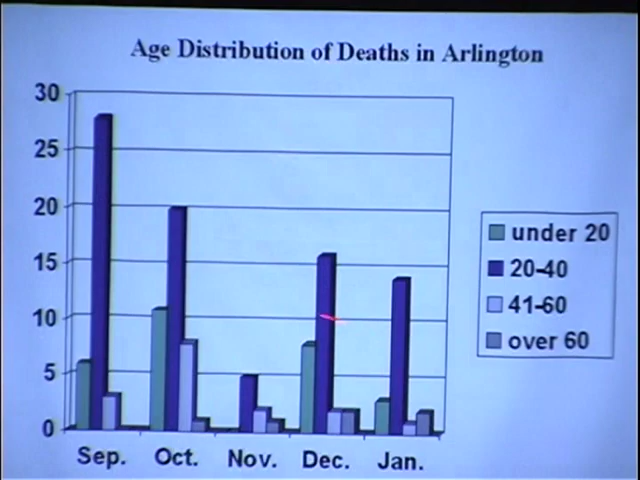 Age Distribution of Deaths in Arlington
30
25
20
15
10
5
0
Sep. Oct. Nov. Dec. Jan.
under 20
20-40
41-60
over 60